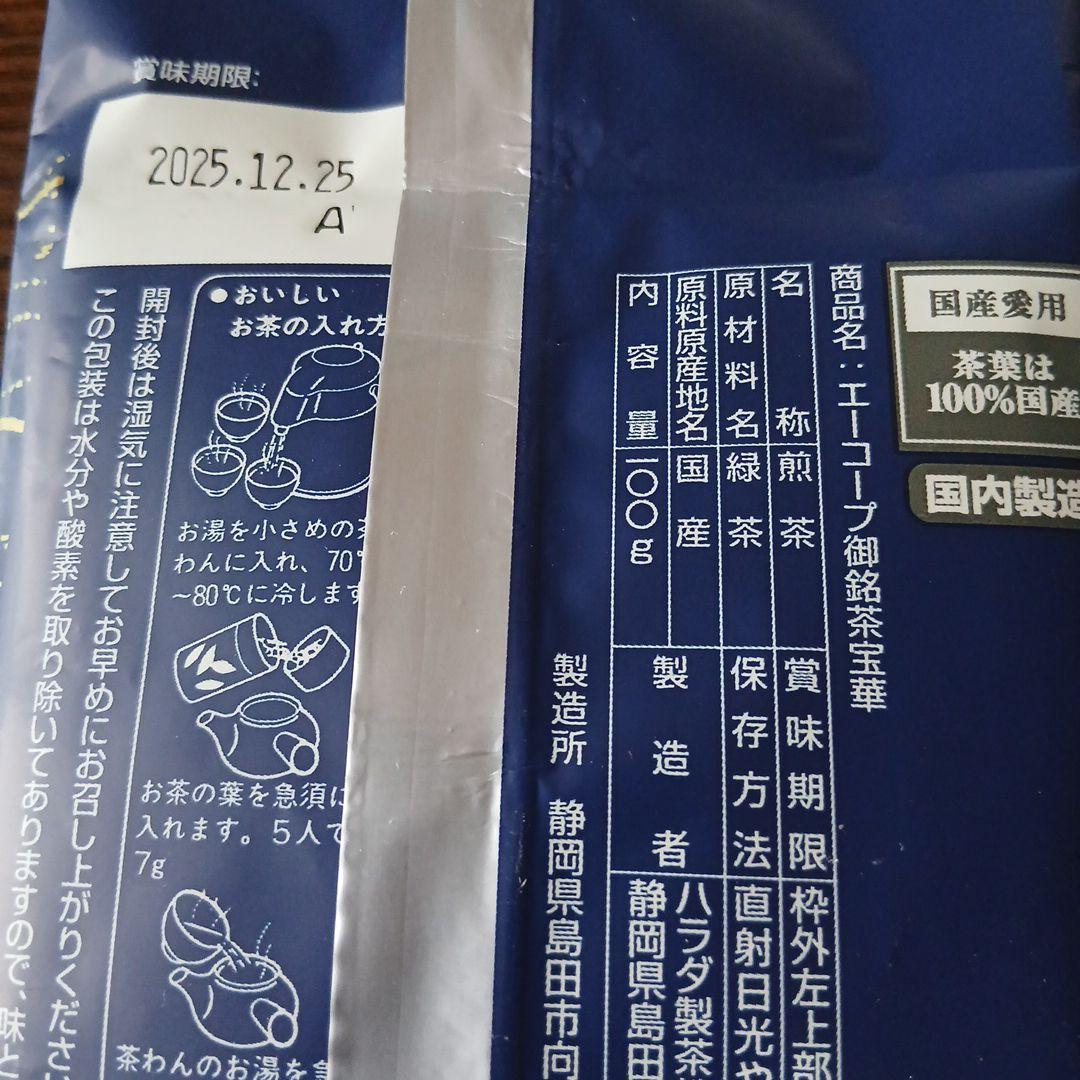 賞味期限:
2025.12.25
A
国産愛用
茶葉は
100%国産
国内製造
商品名:エーコープ御銘茶宝華
名称 煎茶
原材料名 緑茶
原料原産地名 国産
内容量 一〇〇g
賞味期限 枠外左上部
保存方法 直射日光や
製造者 ハラダ製茶
静岡県島田
製造所 静岡県島田市向
●おいしい
お茶の入れ方
お湯を小さめの茶
わんに入れ、70°
~80℃に冷します
お茶の葉を急須に
入れます。5人で
7g
茶わんのお湯を急
開封後は湿気に注意してお早めにお召し上がりください
この包装は水分や酸素を取り除いてありますので、味と